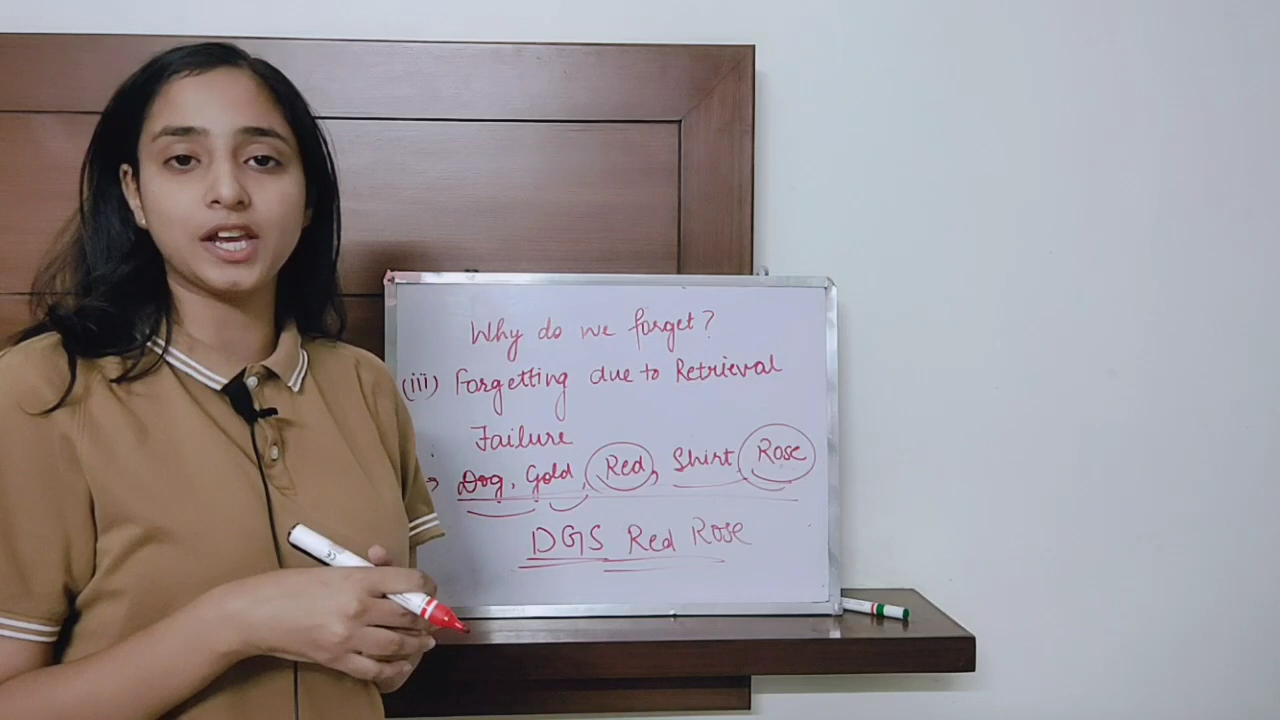 Why do we forget?
(iii) Forgetting due to Retrieval
Failure
→ Dog, Gold, Red, Shirt, Rose
DGS Red Rose